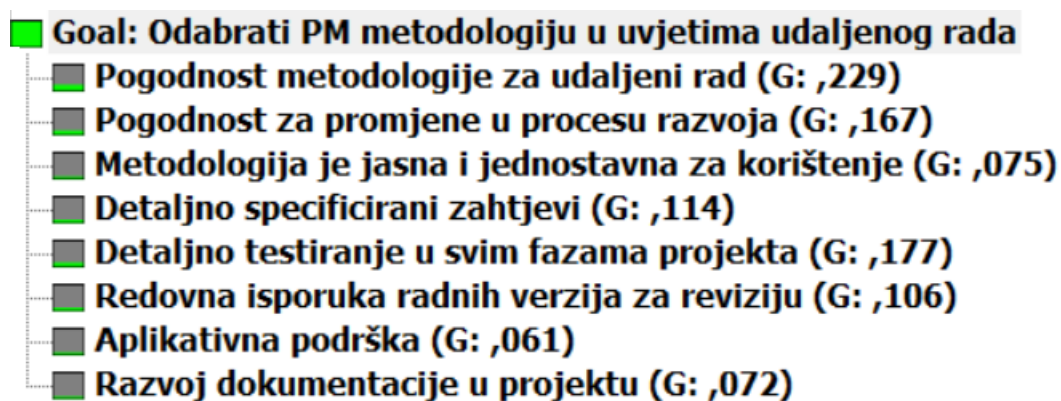 Goal: Odabrati PM metodologiju u uvjetima udaljenog rada
Pogodnost metodologije za udaljeni rad (G: ,229)
Pogodnost za promjene u procesu razvoja (G: ,167)
Metodologija je jasna i jednostavna za korištenje (G: ,075)
Detaljno specificirani zahtjevi (G: ,114)
Detaljno testiranje u svim fazama projekta (G: ,177)
Redovna isporuka radnih verzija za reviziju (G: ,106)
Aplikativna podrška (G: ,061)
Razvoj dokumentacije u projektu (G: ,072)